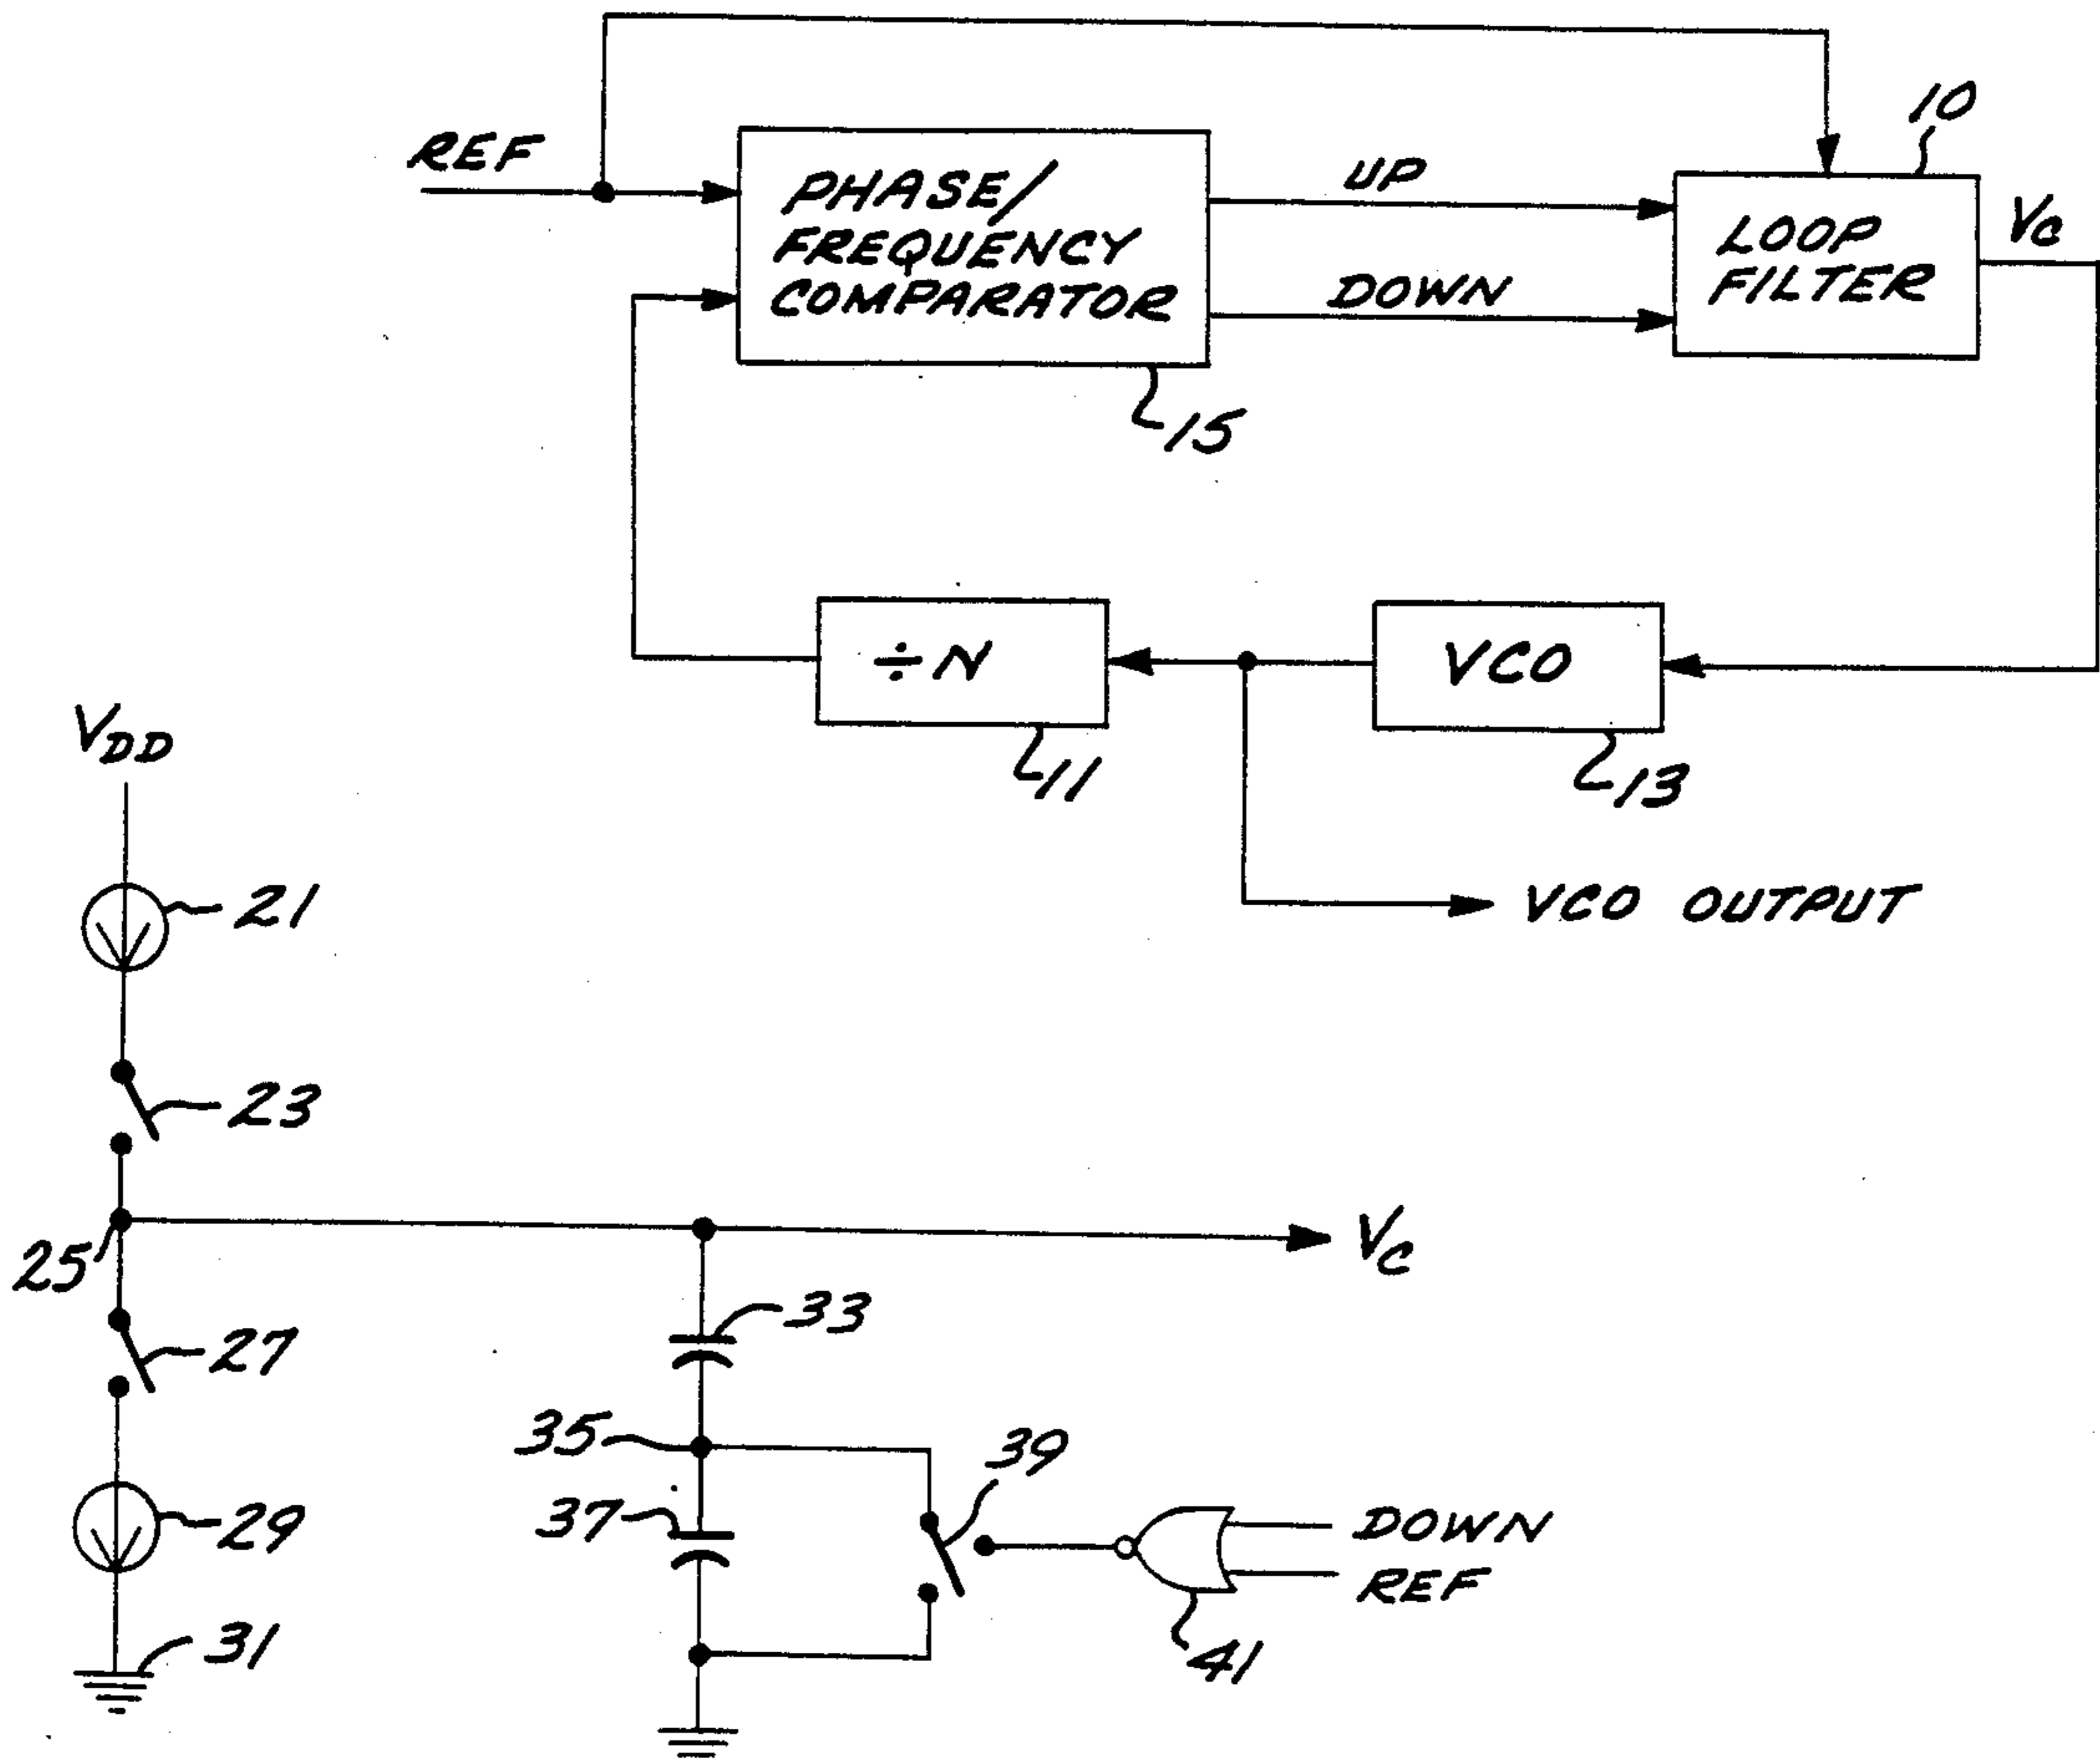 REF
PHASE/
FREQUENCY
COMPARATOR
UP
DOWN
10
LOOP
FILTER
Vc
15
÷N
VCO
11
13
VCO OUTPUT
VDD
21
23
25
Vc
27
33
35
39
37
29
DOWN
REF
31
41